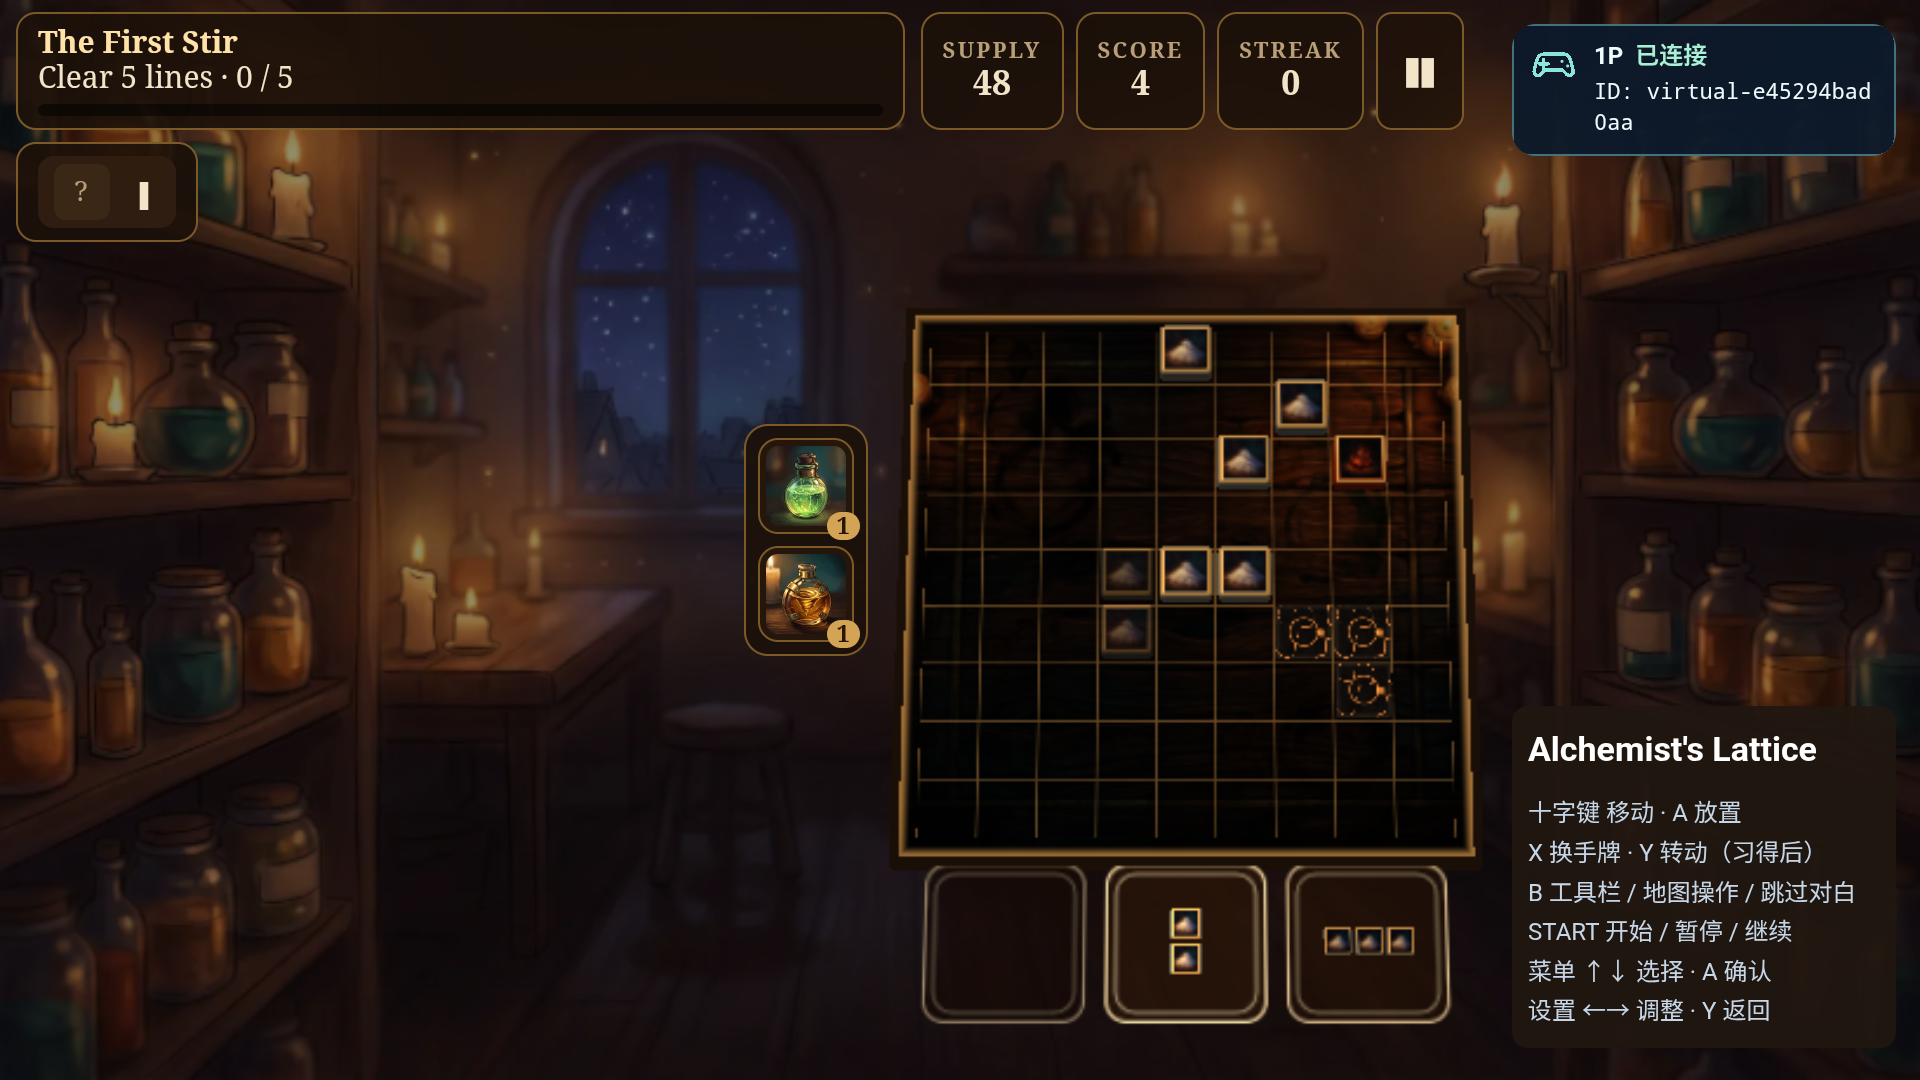 The First Stir
Clear 5 lines · 0 / 5
SUPPLY
48
SCORE
4
STREAK
0
1P 已连接
ID: virtual-e45294bad
0aa
?
1
1
Alchemist's Lattice
十字键 移动 · A 放置
X 换手牌 · Y 转动（习得后）
B 工具栏 / 地图操作 / 跳过对白
START 开始 / 暂停 / 继续
菜单 ↑↓ 选择 · A 确认
设置 ←→ 调整 · Y 返回